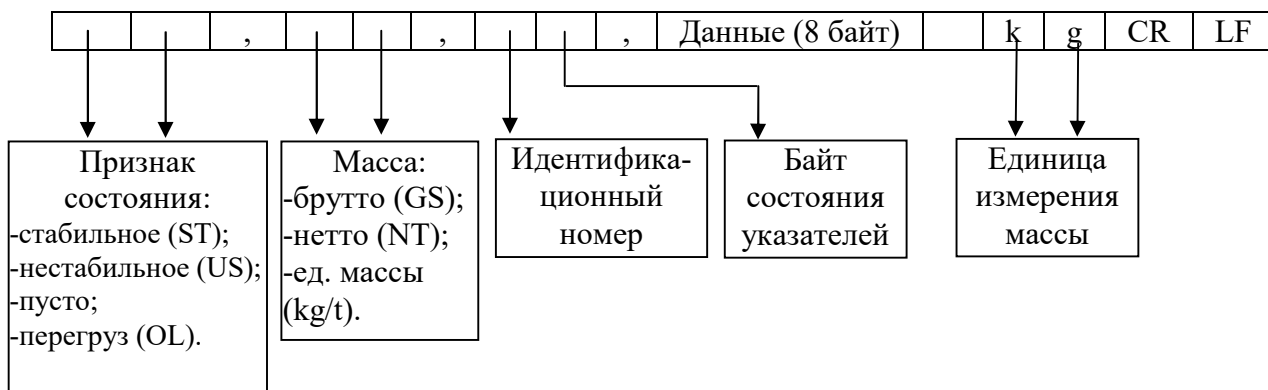 , , , Данные (8 байт) k g CR LF
Признак
состояния:
-стабильное (ST);
-нестабильное (US);
-пусто;
-перегруз (OL).
Масса:
-брутто (GS);
-нетто (NT);
-ед. массы
(kg/t).
Идентифика-
ционный
номер
Байт
состояния
указателей
Единица
измерения
массы